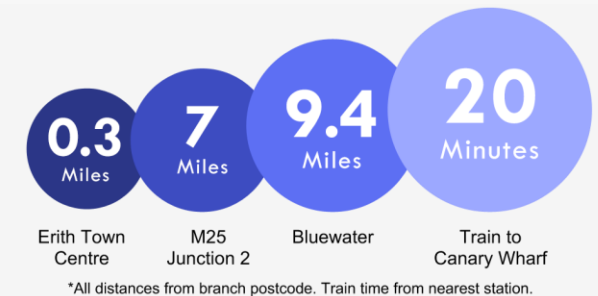 0.3
Miles
7
Miles
9.4
Miles
20
Minutes
Erith Town
Centre
M25
Junction 2
Bluewater
Train to
Canary Wharf
*All distances from branch postcode. Train time from nearest station.